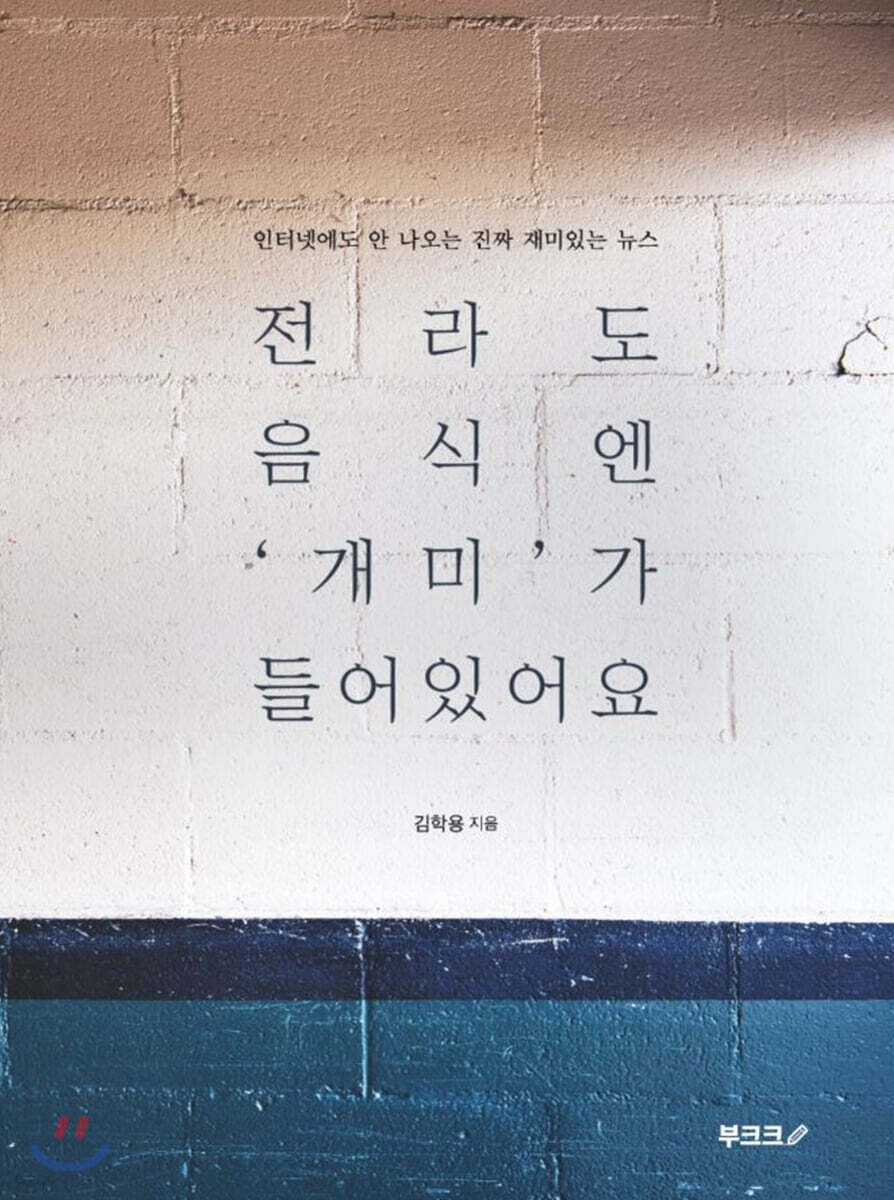 인터넷에도 안 나오는 진짜 재미있는 뉴스
전라도
음식엔
‘개미’가
들어있어요
김학용 지음
부크크